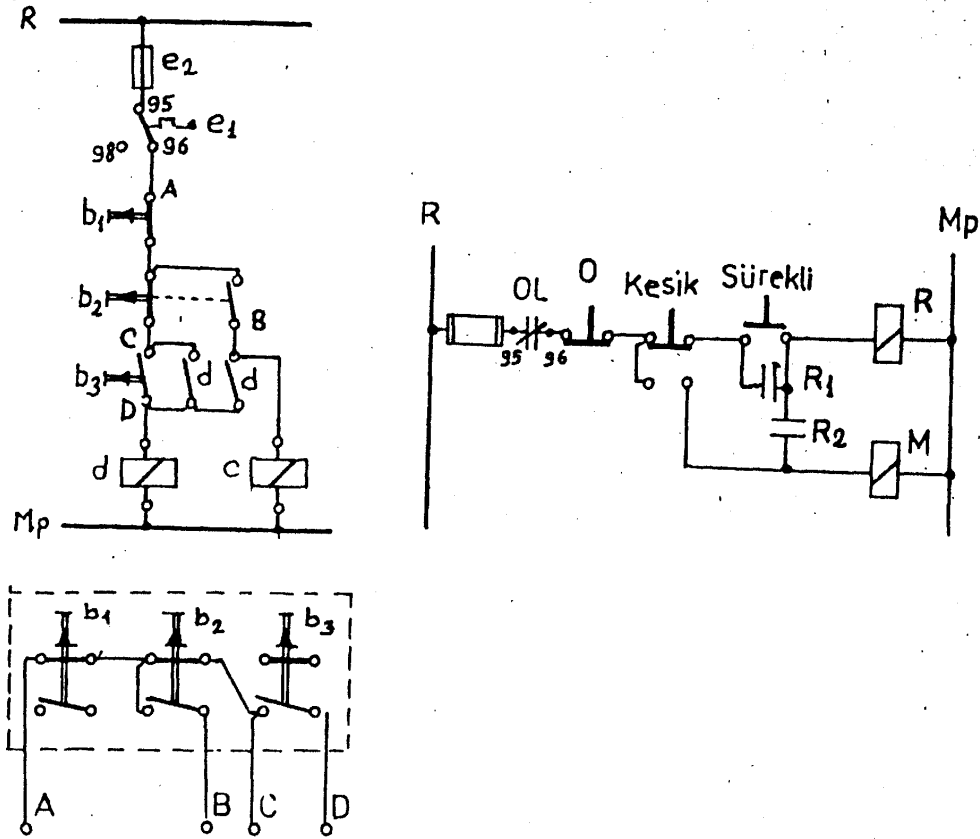 R
e2
95
e1
98 96
A
b1
b2
B
C
b3 d d
D
d c
Mp
R Mp
OL O Kesik Sürekli R
95 96
R1
R2 M
b1 b2 b3
A B C D